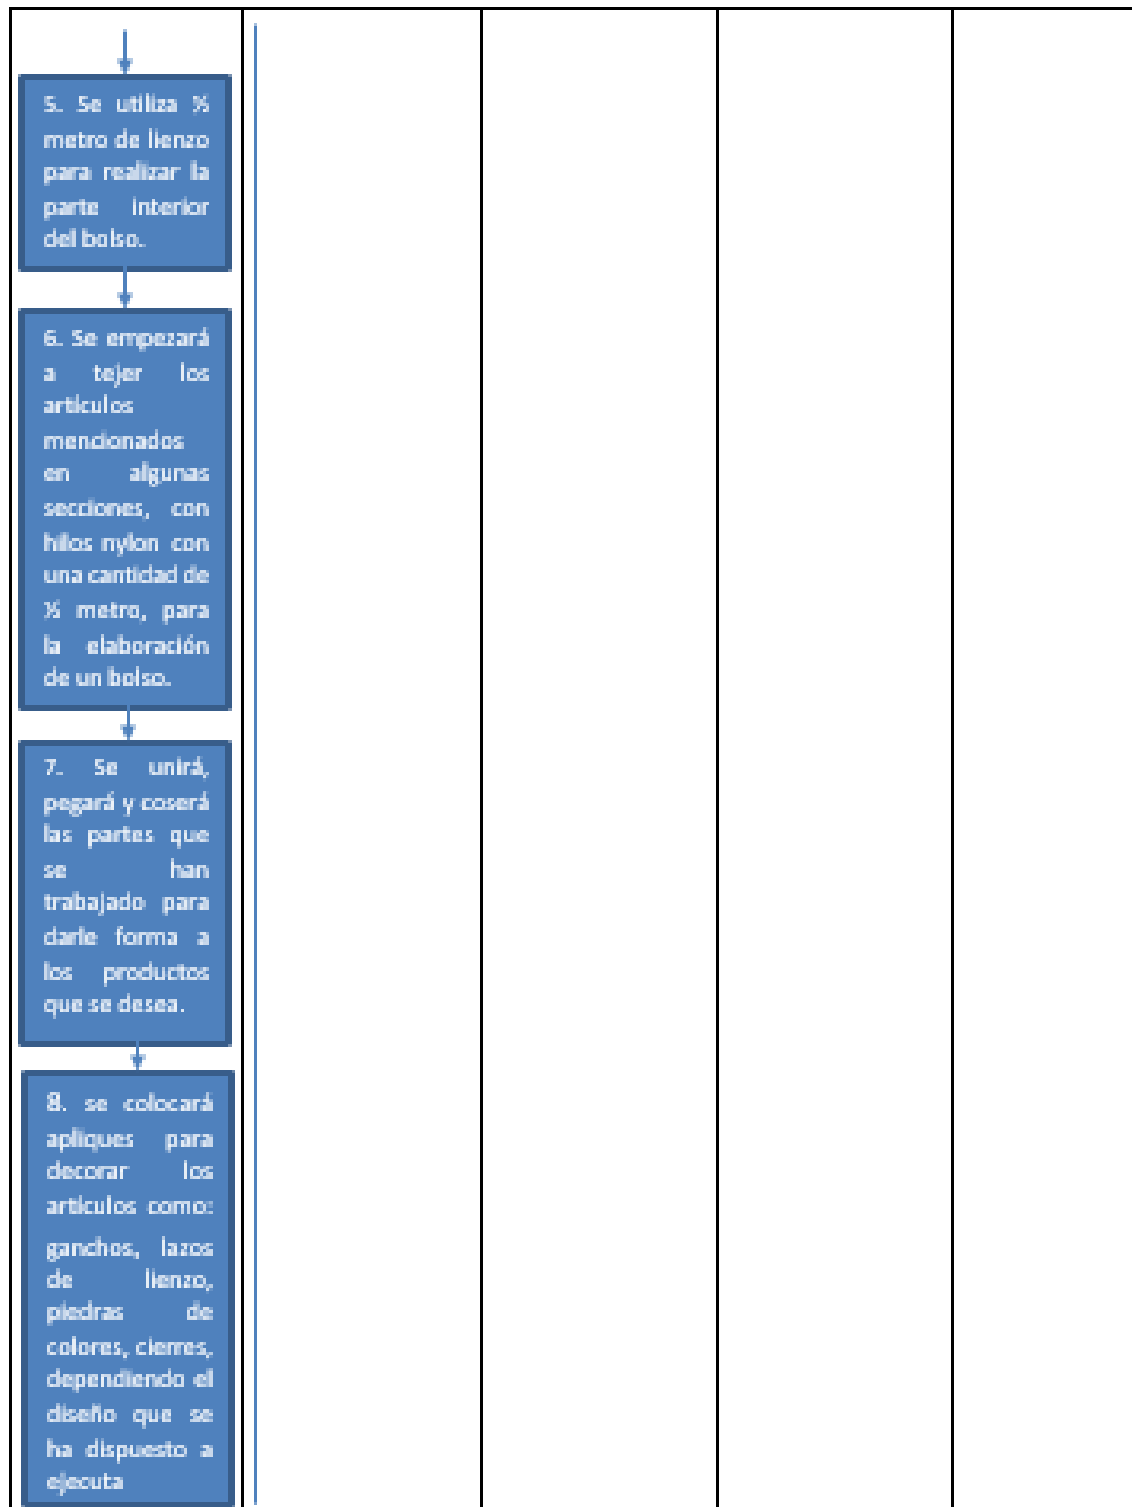 5. Se utiliza ½
metro de lienzo
para realizar la
parte interior
del bolso.
6. Se empezará
a tejer los
artículos
mencionados
en algunas
secciones, con
hilos nylon con
una cantidad de
½ metro, para
la elaboración
de un bolso.
7. Se unirá,
pegará y coserá
las partes que
se han
trabajado para
darle forma a
los productos
que se desea.
8. se colocará
apliques para
decorar los
artículos como:
ganchos, lazos
de lienzo,
piedras de
colores, cierres,
dependiendo el
diseño que se
ha dispuesto a
ejecuta